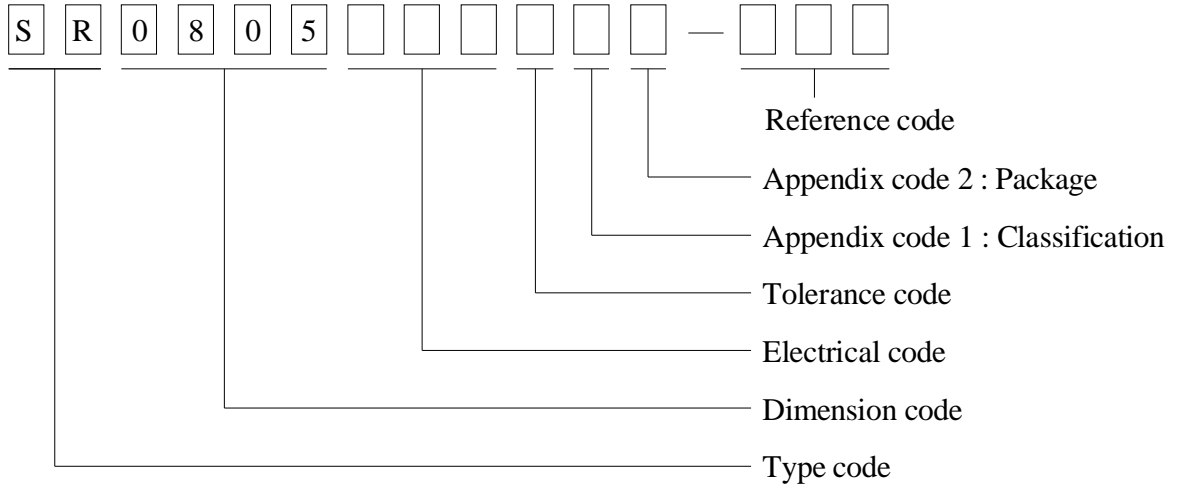 S R 0 8 0 5 —
Reference code
Appendix code 2 : Package
Appendix code 1 : Classification
Tolerance code
Electrical code
Dimension code
Type code